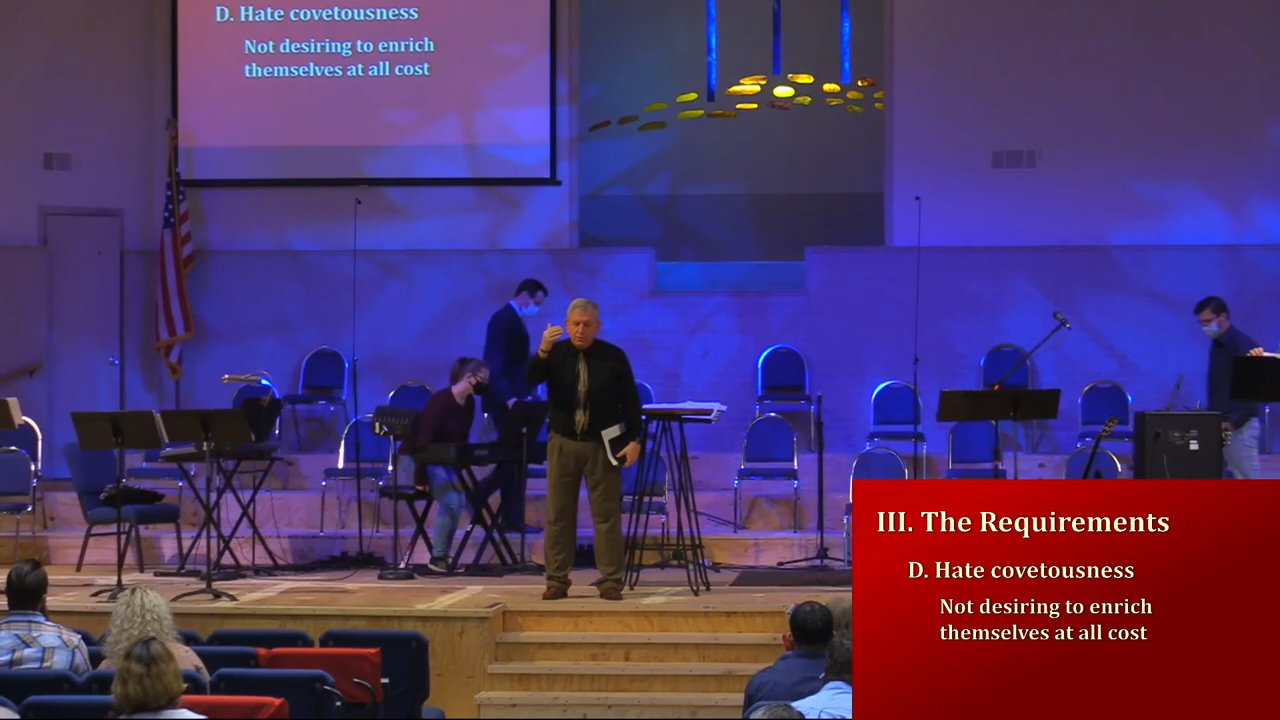 D. Hate covetousness
Not desiring to enrich
themselves at all cost
III. The Requirements
D. Hate covetousness
Not desiring to enrich
themselves at all cost